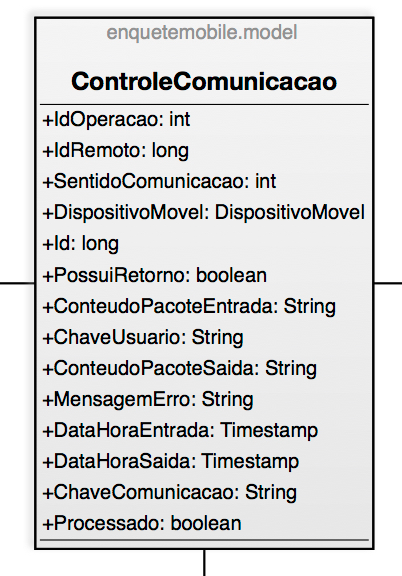 enquetemobile.model
ControleComunicacao
+IdOperacao: int
+IdRemoto: long
+SentidoComunicacao: int
+DispositivoMovel: DispositivoMovel
+Id: long
+PossuiRetorno: boolean
+ConteudoPacoteEntrada: String
+ChaveUsuario: String
+ConteudoPacoteSaida: String
+MensagemErro: String
+DataHoraEntrada: Timestamp
+DataHoraSaida: Timestamp
+ChaveComunicacao: String
+Processado: boolean